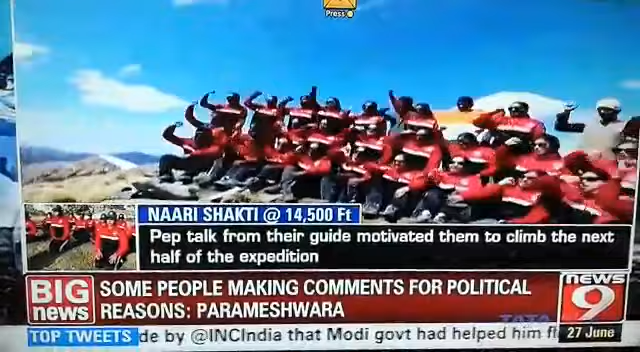 Press
NAARI SHAKTI @ 14,500 Ft
Pep talk from their guide motivated them to climb the next
half of the expedition
BIG
news
SOME PEOPLE MAKING COMMENTS FOR POLITICAL
REASONS: PARAMESHWARA
NEWS
9
TATA
TOP TWEETS
de by @INCIndia that Modi govt had helped him
27 June